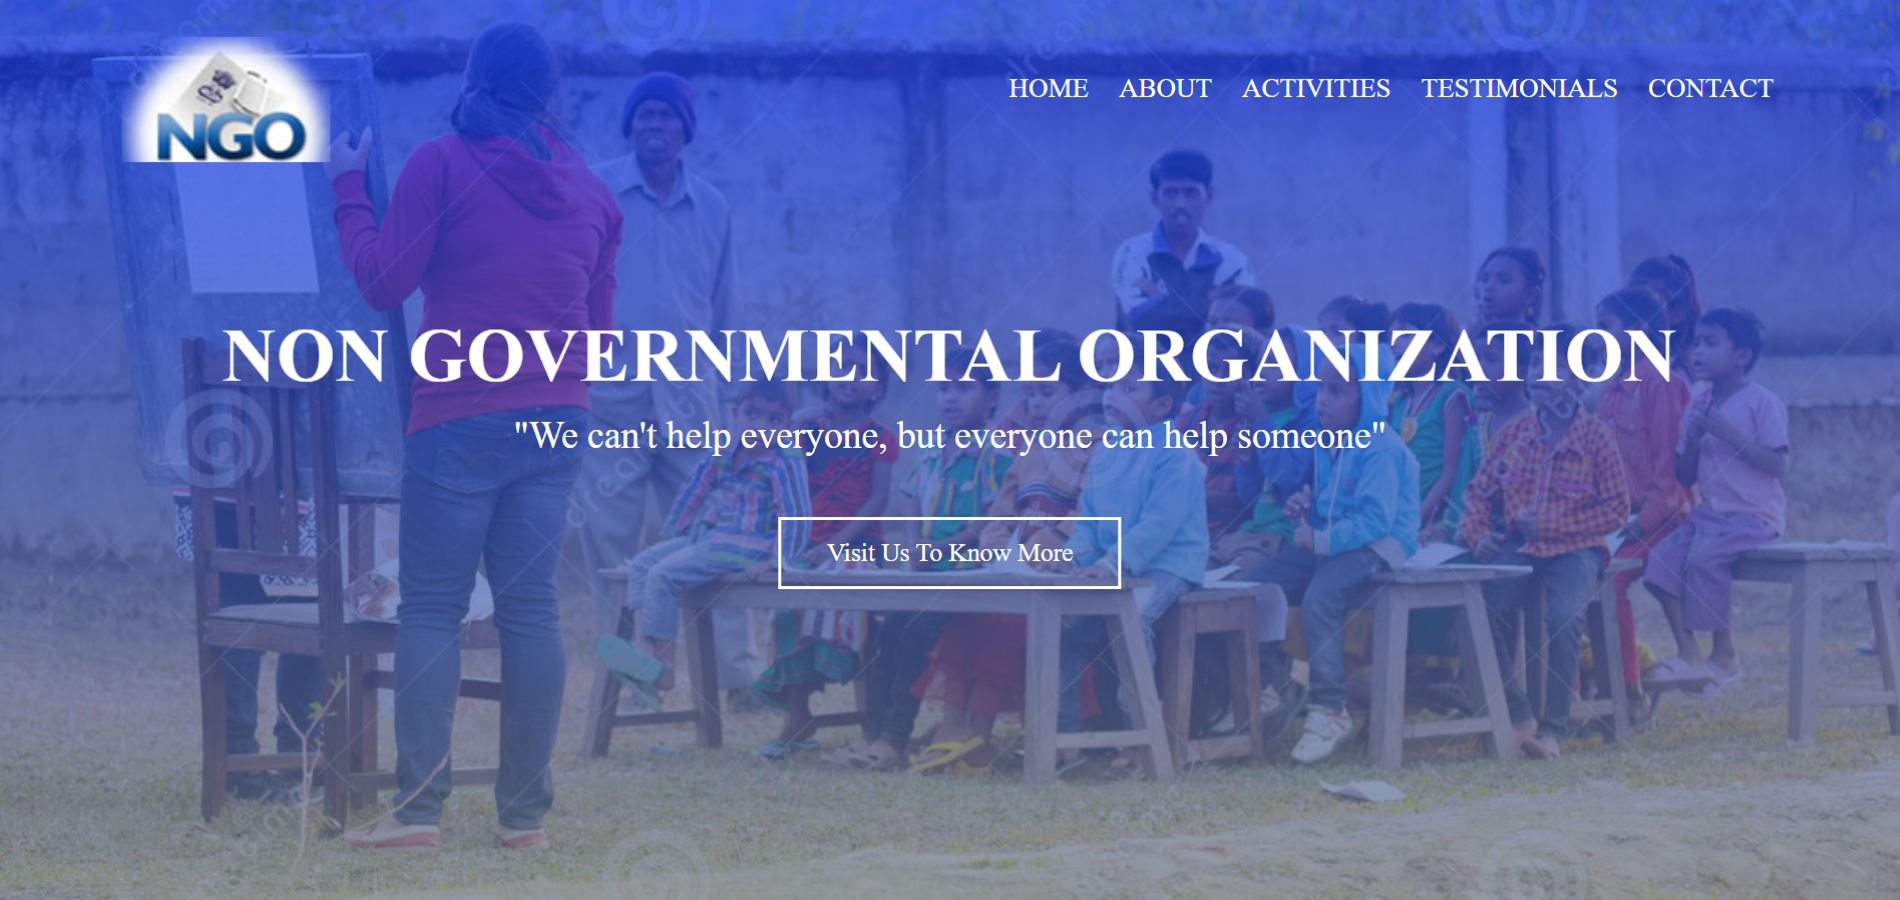 NGO
HOME ABOUT ACTIVITIES TESTIMONIALS CONTACT
NON GOVERNMENTAL ORGANIZATION
"We can't help everyone, but everyone can help someone"
Visit Us To Know More